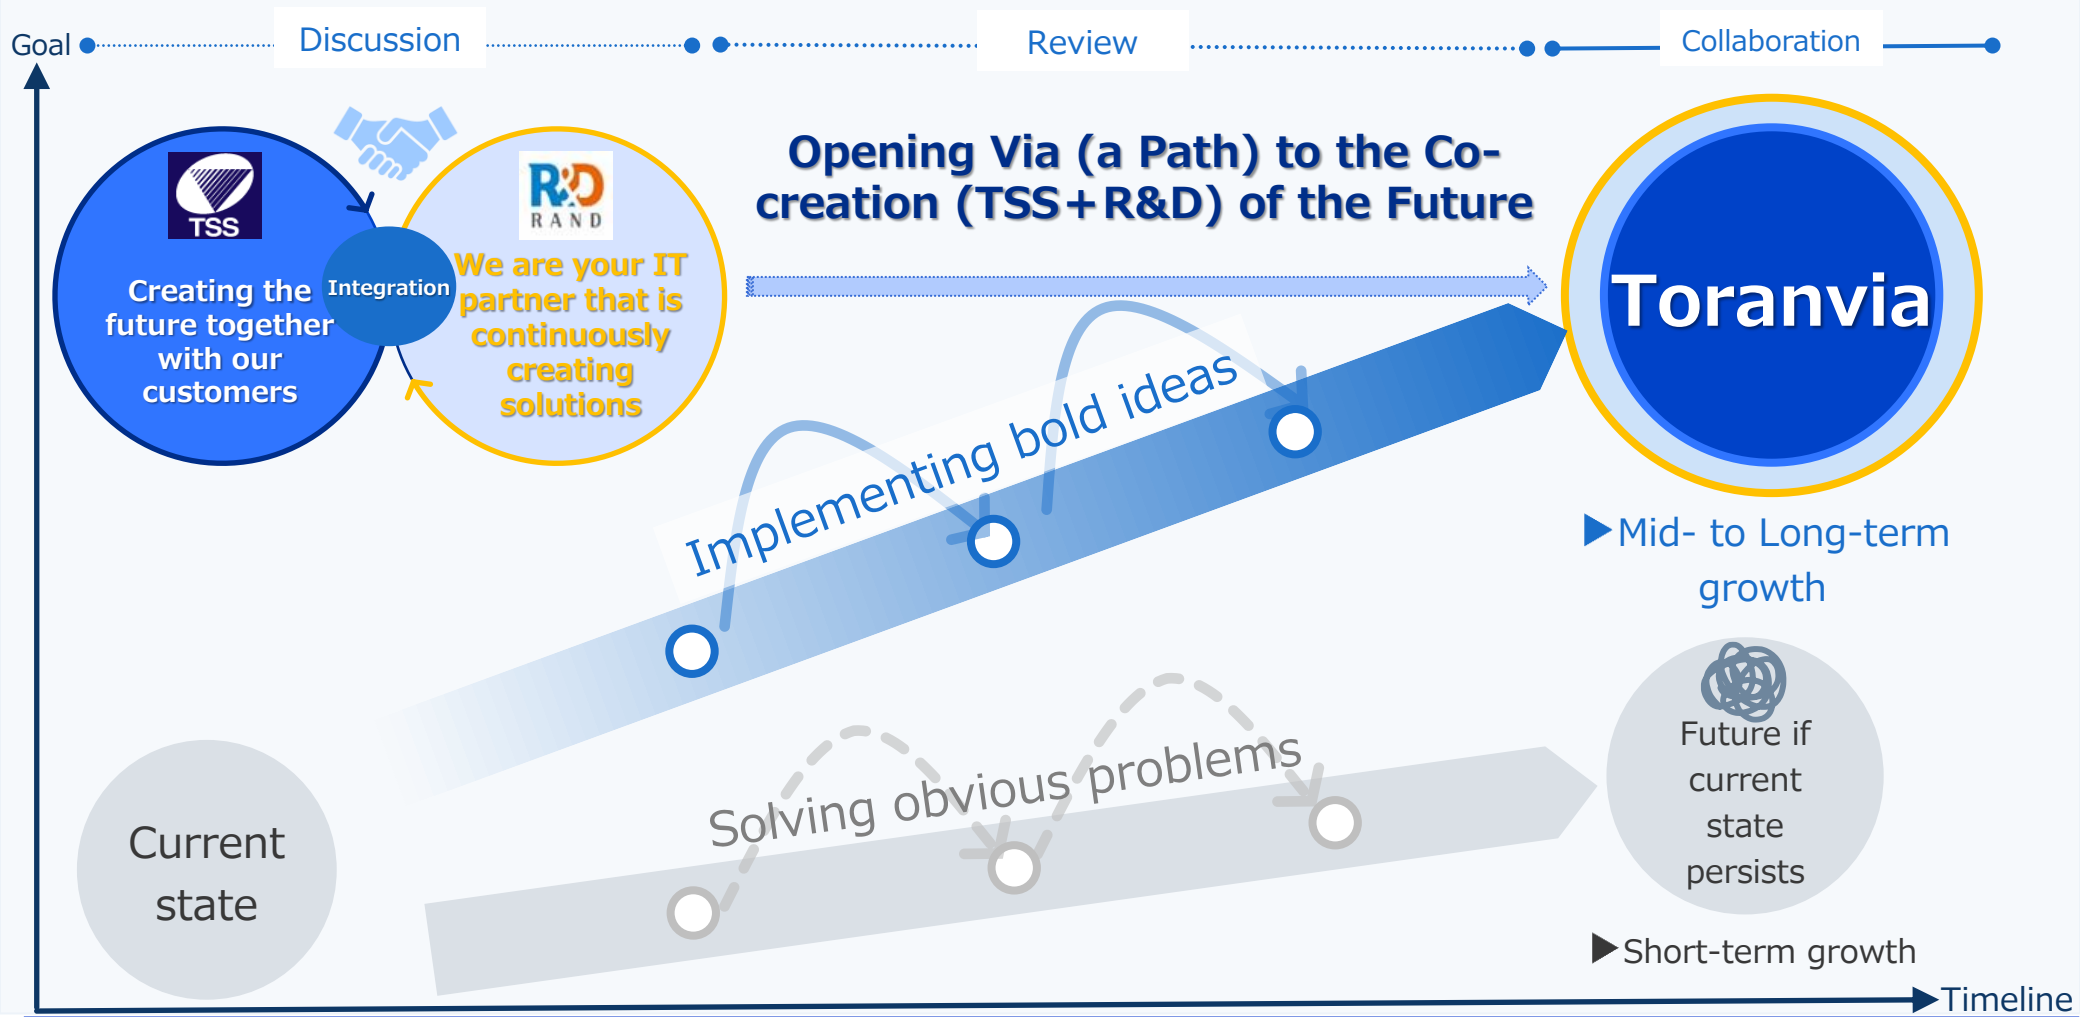 Goal
Discussion
Review
Collaboration
TSS
Creating the
future together
with our
customers
Integration
R&D
RAND
We are your IT
partner that is
continuously
creating
solutions
Opening Via (a Path) to the Co-
creation (TSS+R&D) of the Future
Toranvia
Implementing bold ideas
Mid- to Long-term
growth
Current
state
Solving obvious problems
Future if
current
state
persists
Short-term growth
Timeline